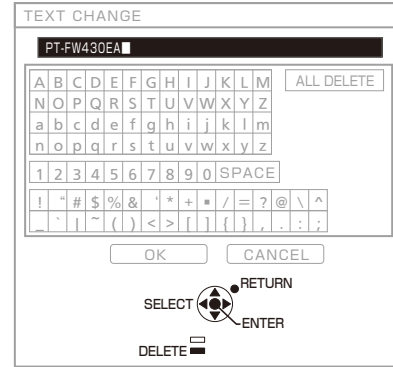 TEXT CHANGE
PT-FW430EA
A B C D E F G H I J K L M ALL DELETE
N O P Q R S T U V W X Y Z
a b c d e f g h i j k l m
n o p q r s t u v w x y z
1 2 3 4 5 6 7 8 9 0 SPACE
! " # $ % & ' * + ▪ / = ? @ \ ^
_ ` | ~ ( ) < > [ ] { } , . : ;
OK CANCEL
RETURN
SELECT
ENTER
DELETE